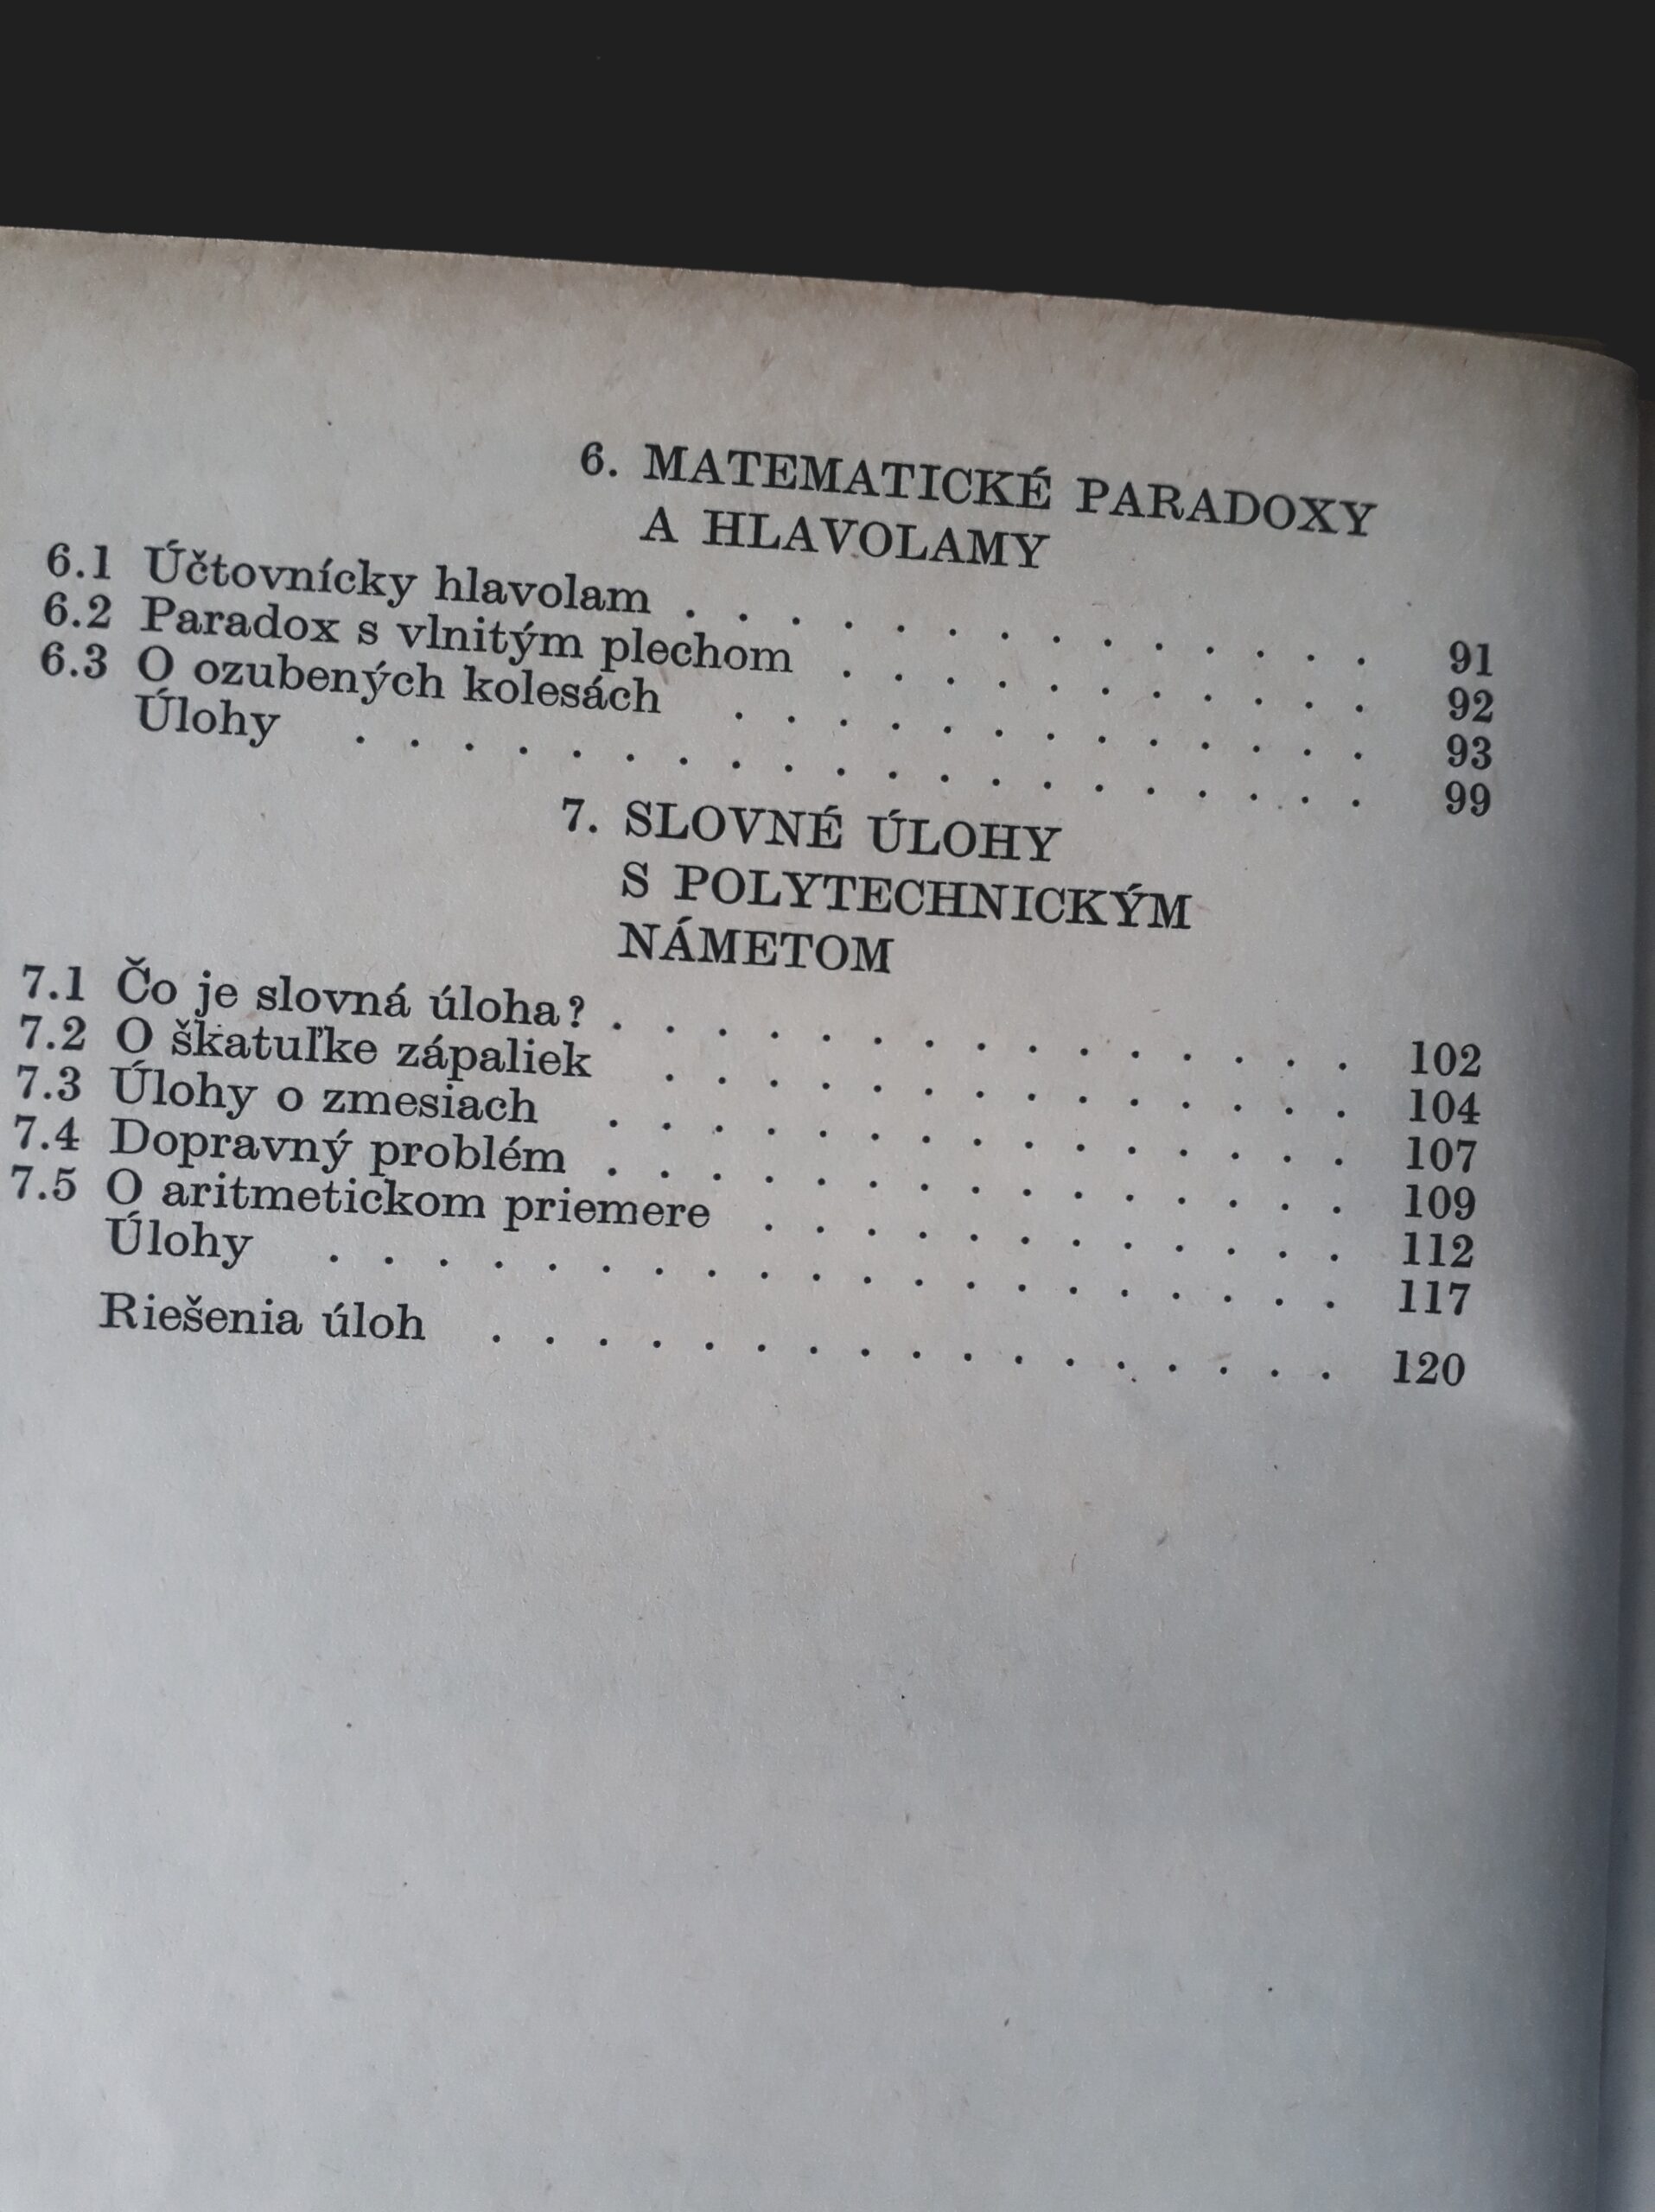 6. MATEMATICKÉ PARADOXY
A HLAVOLAMY
6.1 Účtovnícky hlavolam . . . . . . . . . . . . . . 91
6.2 Paradox s vlnitým plechom . . . . . . . . . . . 92
6.3 O ozubených kolesách . . . . . . . . . . . . . 93
Úlohy . . . . . . . . . . . . . . . . . . . . 99
7. SLOVNÉ ÚLOHY
S POLYTECHNICKÝM
NÁMETOM
7.1 Čo je slovná úloha? . . . . . . . . . . . . . . . 102
7.2 O škatuľke zápaliek . . . . . . . . . . . . . . 104
7.3 Úlohy o zmesiach . . . . . . . . . . . . . . . 107
7.4 Dopravný problém . . . . . . . . . . . . . . . 109
7.5 O aritmetickom priemere . . . . . . . . . . . . 112
Úlohy . . . . . . . . . . . . . . . . . . . . 117
Riešenia úloh . . . . . . . . . . . . . . . . . 120